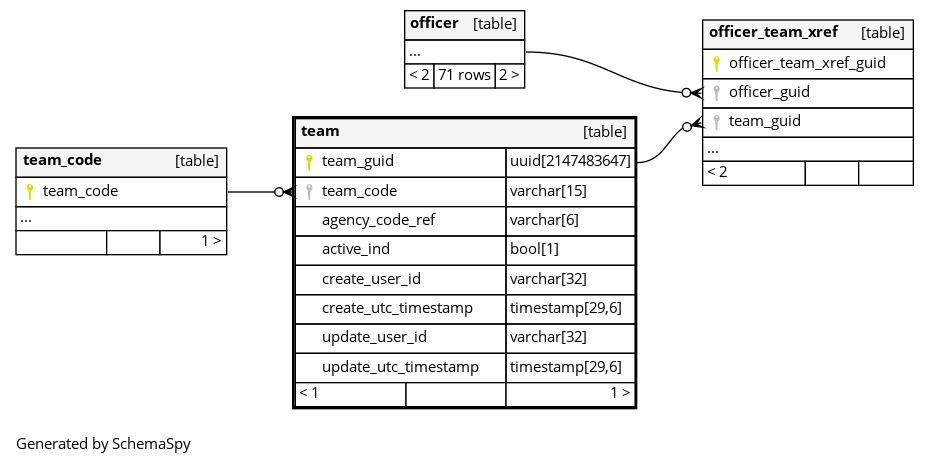 officer [table]
...
< 2 71 rows 2 >
officer_team_xref [table]
officer_team_xref_guid
officer_guid
team_guid
...
< 2
team [table]
team_guid uuid[2147483647]
team_code varchar[15]
agency_code_ref varchar[6]
active_ind bool[1]
create_user_id varchar[32]
create_utc_timestamp timestamp[29,6]
update_user_id varchar[32]
update_utc_timestamp timestamp[29,6]
< 1 1 >
team_code [table]
team_code
...
1 >
Generated by SchemaSpy